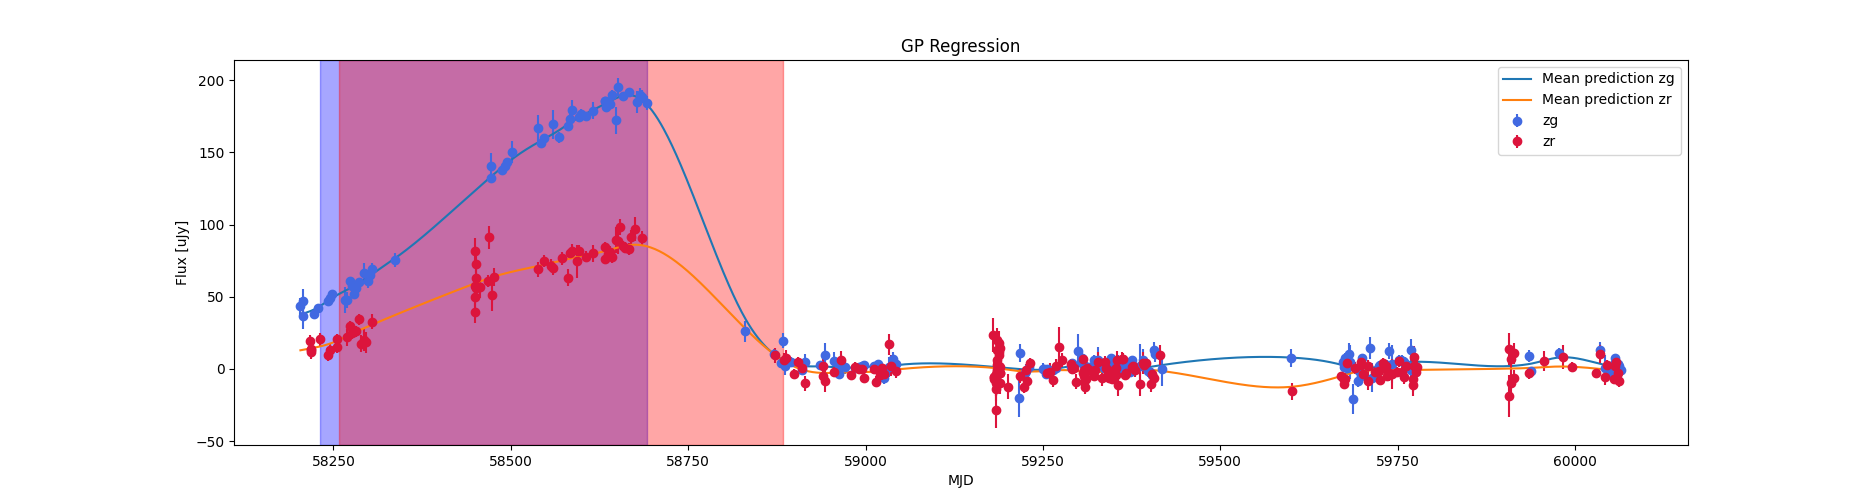 GP Regression
Flux [uJy]
200
150
100
50
0
−50
58250
58500
58750
59000
59250
59500
59750
60000
MJD
Mean prediction zg
Mean prediction zr
zg
zr